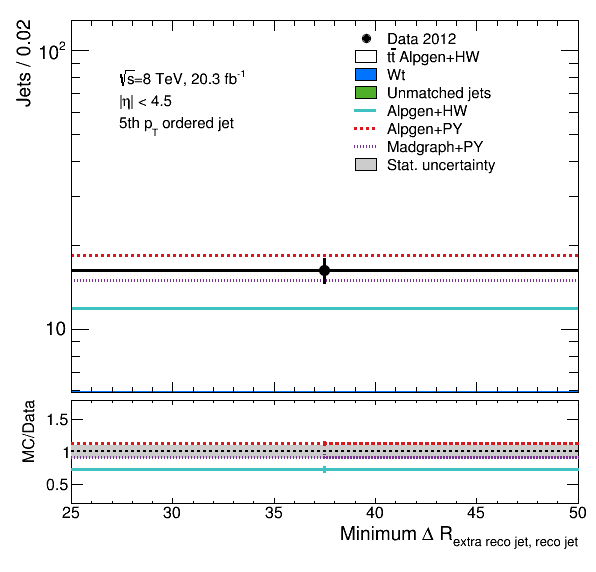 Jets / 0.02
10²
10
√s=8 TeV, 20.3 fb⁻¹
|η| < 4.5
5th p_T ordered jet
Data 2012
tt̄ Alpgen+HW
Wt
Unmatched jets
Alpgen+HW
Alpgen+PY
Madgraph+PY
Stat. uncertainty
MC/Data
1.5
1
0.5
25 30 35 40 45 50
Minimum Δ R_extra reco jet, reco jet